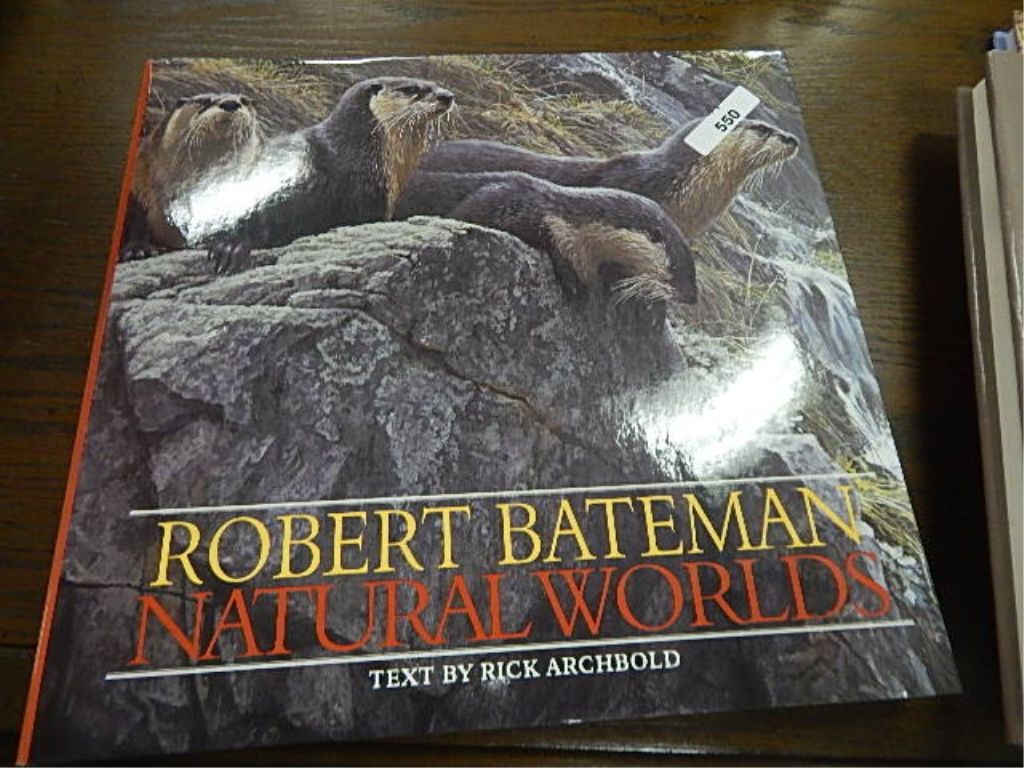 550
ROBERT BATEMAN
NATURAL WORLDS
TEXT BY RICK ARCHBOLD